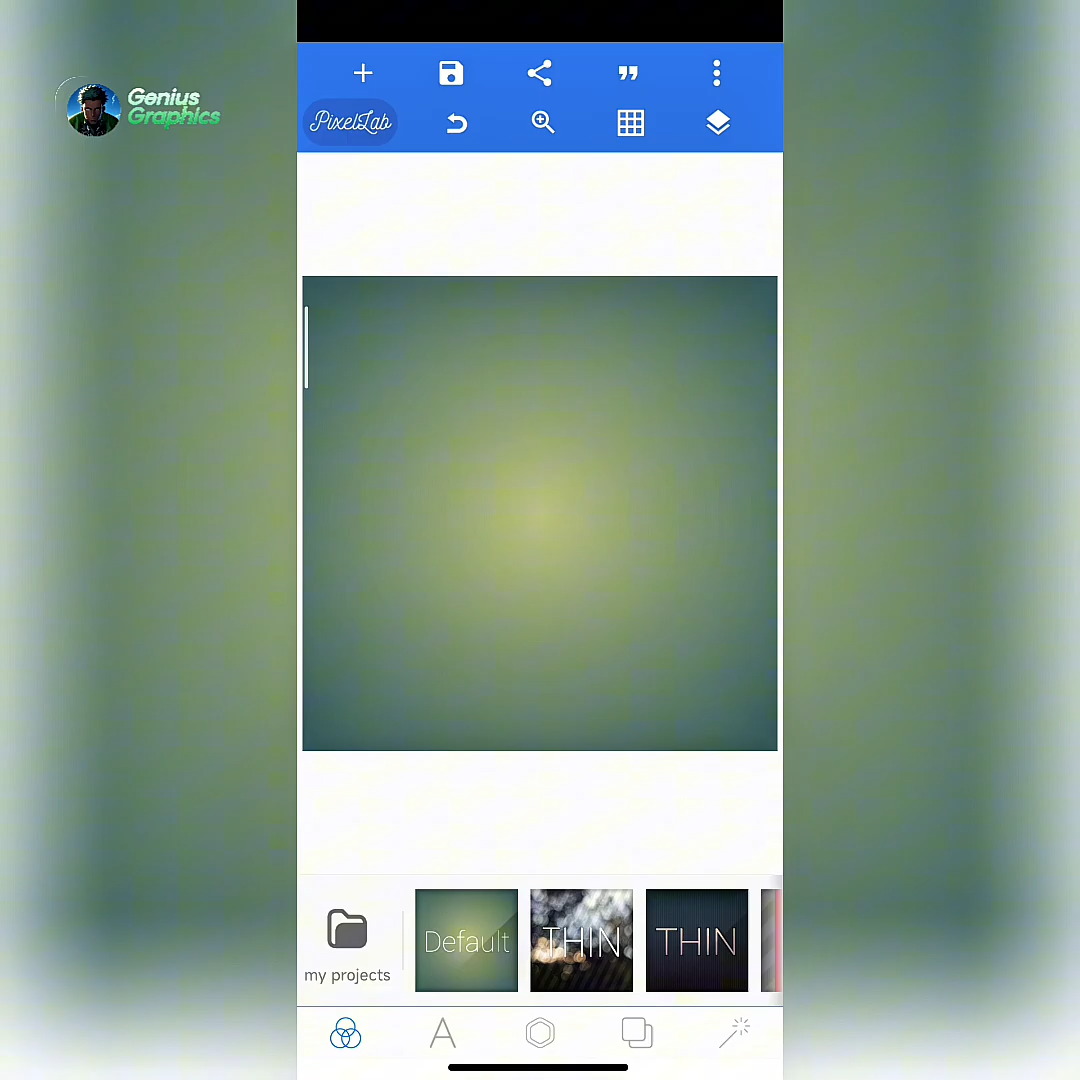 Genius
Graphics
PixelLab
my projects
Default
THIN
THIN